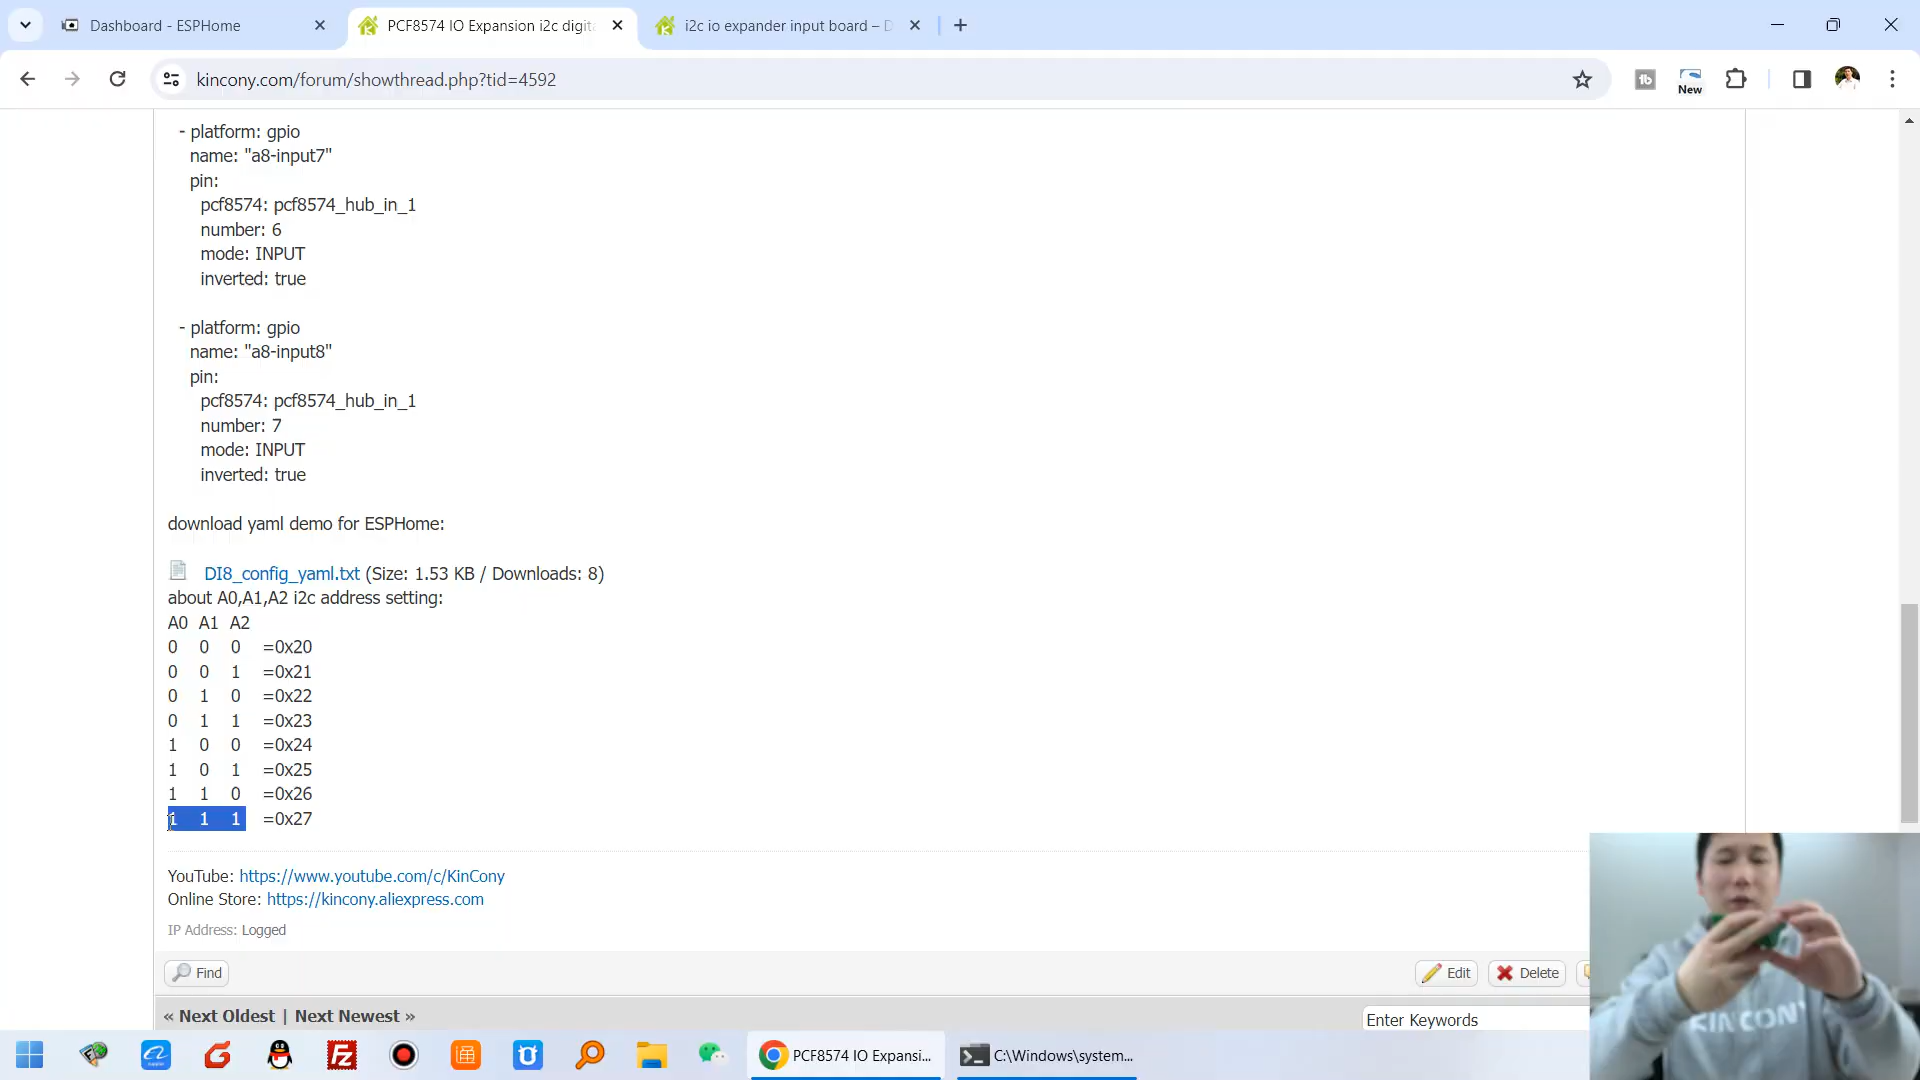 Dashboard - ESPHome
PCF8574 IO Expansion i2c digita
i2c io expander input board – D
kincony.com/forum/showthread.php?tid=4592
New
- platform: gpio
name: "a8-input7"
pin:
pcf8574: pcf8574_hub_in_1
number: 6
mode: INPUT
inverted: true
- platform: gpio
name: "a8-input8"
pin:
pcf8574: pcf8574_hub_in_1
number: 7
mode: INPUT
inverted: true
download yaml demo for ESPHome:
DI8_config_yaml.txt (Size: 1.53 KB / Downloads: 8)
about A0,A1,A2 i2c address setting:
A0 A1 A2
0 0 0 =0x20
0 0 1 =0x21
0 1 0 =0x22
0 1 1 =0x23
1 0 0 =0x24
1 0 1 =0x25
1 1 0 =0x26
1 1 1 =0x27
YouTube: https://www.youtube.com/c/KinCony
Online Store: https://kincony.aliexpress.com
IP Address: Logged
Find
Edit
Delete
« Next Oldest | Next Newest »
Enter Keywords
KINCONY
PCF8574 IO Expansi...
C:\Windows\system...